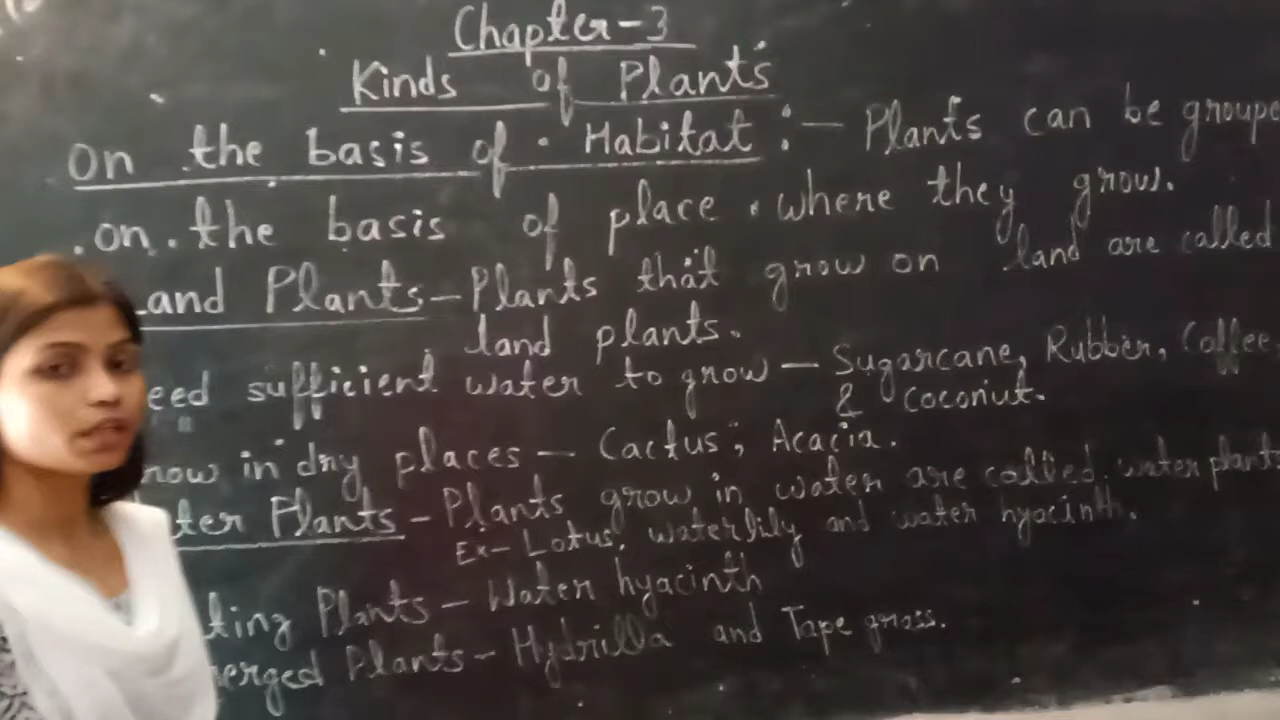 Chapter-3
Kinds of Plants
on the basis of Habitat :- Plants can be groupe
on the basis of place where they grow.
and Plants - Plants that grow on land are called
land plants.
eed sufficient water to grow - Sugarcane, Rubber, Coffee
& Coconut.
row in dry places - Cactus, Acacia.
ter Plants - Plants grow in water are called water plants
Ex- Lotus, waterlily and water hyacinth.
ting Plants - Water hyacinth
erged Plants - Hydrilla and Tape grass.